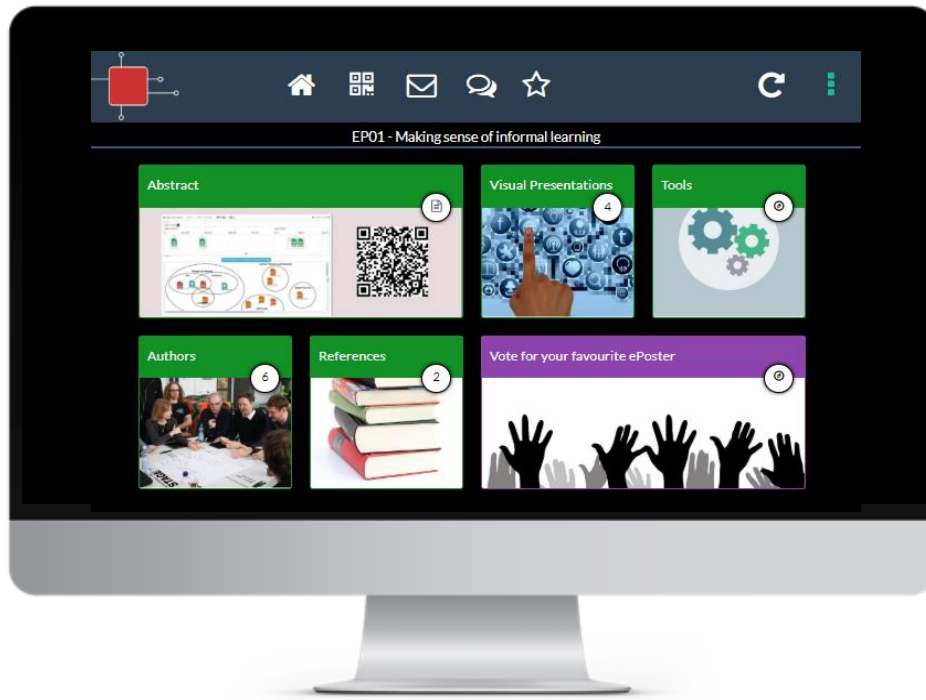 EP01 - Making sense of informal learning
Abstract
Visual Presentations
4
Tools
Authors
6
References
2
Vote for your favourite ePoster
STAGE